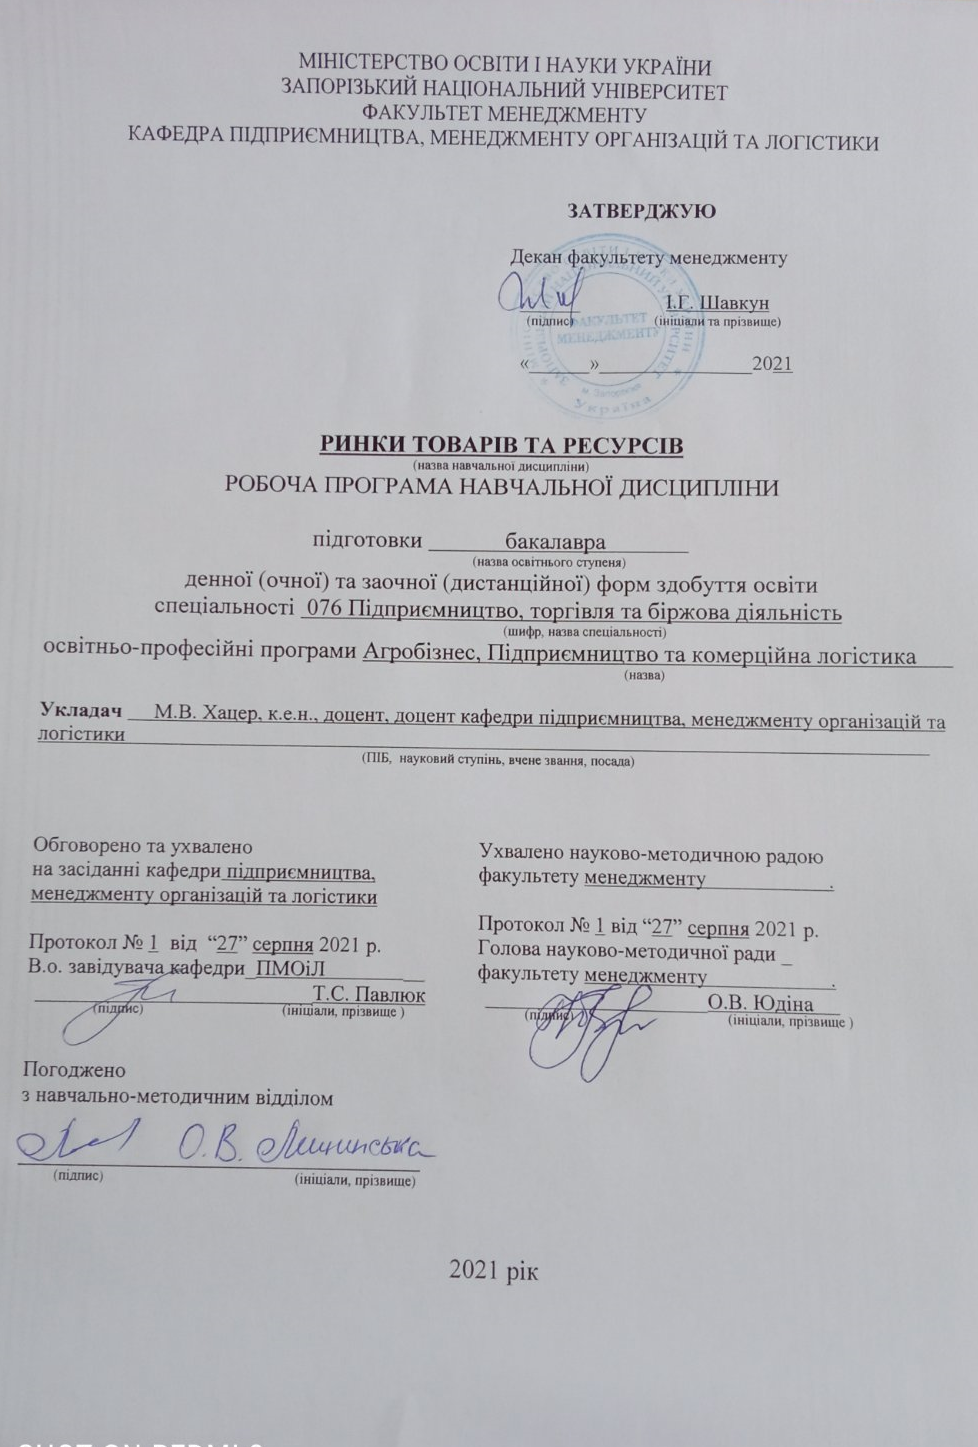 МІНІСТЕРСТВО ОСВІТИ І НАУКИ УКРАЇНИ
ЗАПОРІЗЬКИЙ НАЦІОНАЛЬНИЙ УНІВЕРСИТЕТ
ФАКУЛЬТЕТ МЕНЕДЖМЕНТУ
КАФЕДРА ПІДПРИЄМНИЦТВА, МЕНЕДЖМЕНТУ ОРГАНІЗАЦІЙ ТА ЛОГІСТИКИ
ЗАТВЕРДЖУЮ
Декан факультету менеджменту
І.Г. Шавкун
(підпис) (ініціали та прізвище)
ФАКУЛЬТЕТ
МЕНЕДЖМЕНТУ
«______»__________________2021
м. Запоріжжя
Україна
РИНКИ ТОВАРІВ ТА РЕСУРСІВ
(назва навчальної дисципліни)
РОБОЧА ПРОГРАМА НАВЧАЛЬНОЇ ДИСЦИПЛІНИ
підготовки бакалавра
(назва освітнього ступеня)
денної (очної) та заочної (дистанційної) форм здобуття освіти
спеціальності 076 Підприємництво, торгівля та біржова діяльність
(шифр, назва спеціальності)
освітньо-професійні програми Агробізнес, Підприємництво та комерційна логістика
(назва)
Укладач М.В. Хацер, к.е.н., доцент, доцент кафедри підприємництва, менеджменту організацій та
логістики
(ПІБ, науковий ступінь, вчене звання, посада)
Обговорено та ухвалено
на засіданні кафедри підприємництва,
менеджменту організацій та логістики
Протокол № 1 від “27” серпня 2021 р.
В.о. завідувача кафедри ПМОіЛ
Т.С. Павлюк
(підпис) (ініціали, прізвище )
Ухвалено науково-методичною радою
факультету менеджменту .
Протокол № 1 від “27” серпня 2021 р.
Голова науково-методичної ради _
факультету менеджменту .
О.В. Юдіна
(підпис) (ініціали, прізвище )
Погоджено
з навчально-методичним відділом
О.В.
(підпис) (ініціали, прізвище)
2021 рік